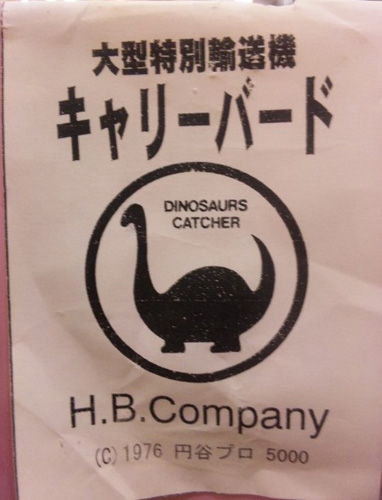 大型特別輸送機
キャリーバード
DINOSAURS
CATCHER
H.B.Company
(C) 1976 円谷プロ 5000